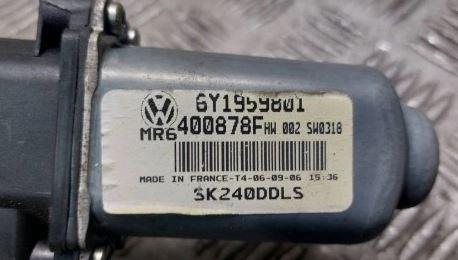 6Y1959801
MR6 400878F HW 002 SW0318
MADE IN FRANCE-T4-06-09-06 15:36
SK240DDLS